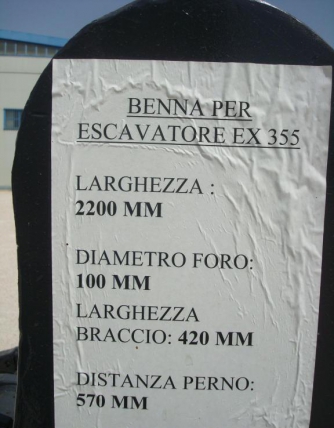 BENNA PER
ESCAVATORE EX 355
LARGHEZZA :
2200 MM
DIAMETRO FORO:
100 MM
LARGHEZZA
BRACCIO: 420 MM
DISTANZA PERNO:
570 MM